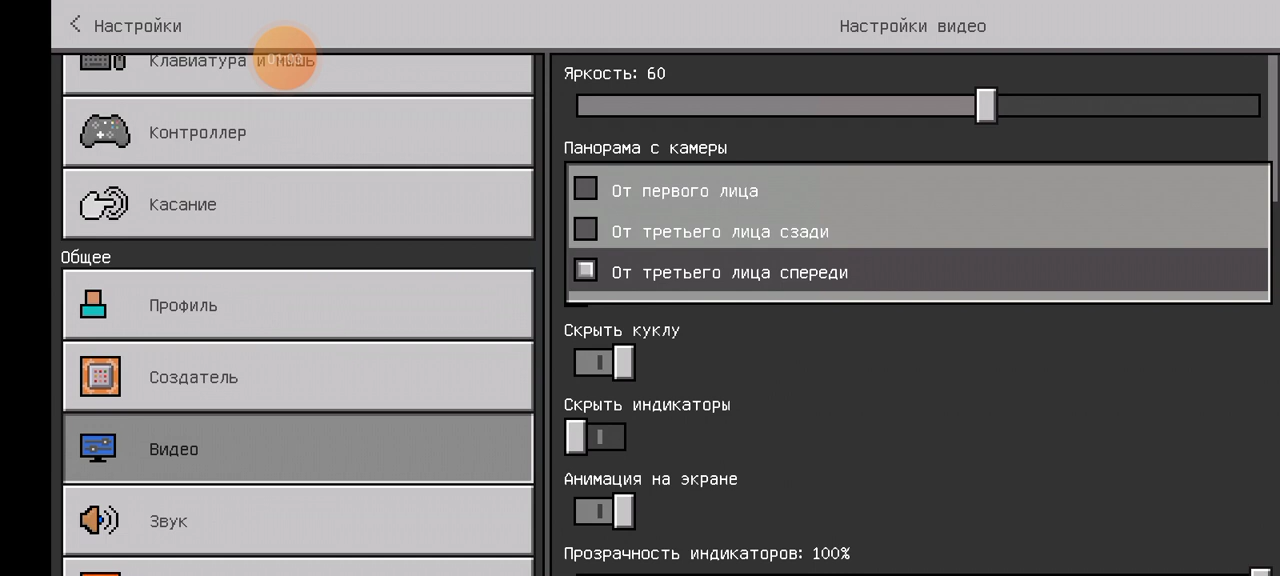 Настройки
Настройки видео
Клавиатура и мышь
Контроллер
Касание
Общее
Профиль
Создатель
Видео
Звук
Яркость: 60
Панорама с камеры
От первого лица
От третьего лица сзади
От третьего лица спереди
Скрыть куклу
Скрыть индикаторы
Анимация на экране
Прозрачность индикаторов: 100%